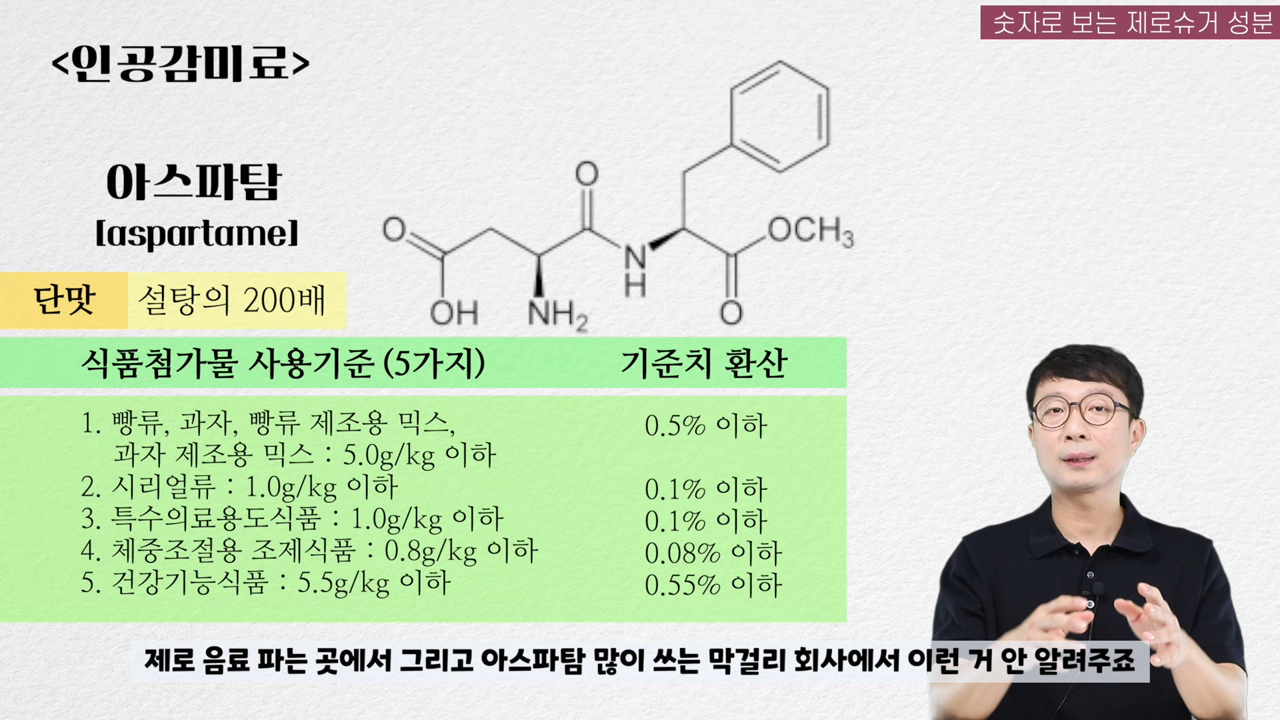 숫자로 보는 제로슈거 성분
<인공감미료>
아스파탐
[aspartame]
단맛 설탕의 200배
O
OH
NH2
O
N
H
O
OCH3
식품첨가물 사용기준 (5가지) 기준치 환산
1. 빵류, 과자, 빵류 제조용 믹스, 0.5% 이하
과자 제조용 믹스 : 5.0g/kg 이하
2. 시리얼류 : 1.0g/kg 이하 0.1% 이하
3. 특수의료용도식품 : 1.0g/kg 이하 0.1% 이하
4. 체중조절용 조제식품 : 0.8g/kg 이하 0.08% 이하
5. 건강기능식품 : 5.5g/kg 이하 0.55% 이하
제로 음료 파는 곳에서 그리고 아스파탐 많이 쓰는 막걸리 회사에서 이런 거 안 알려주죠